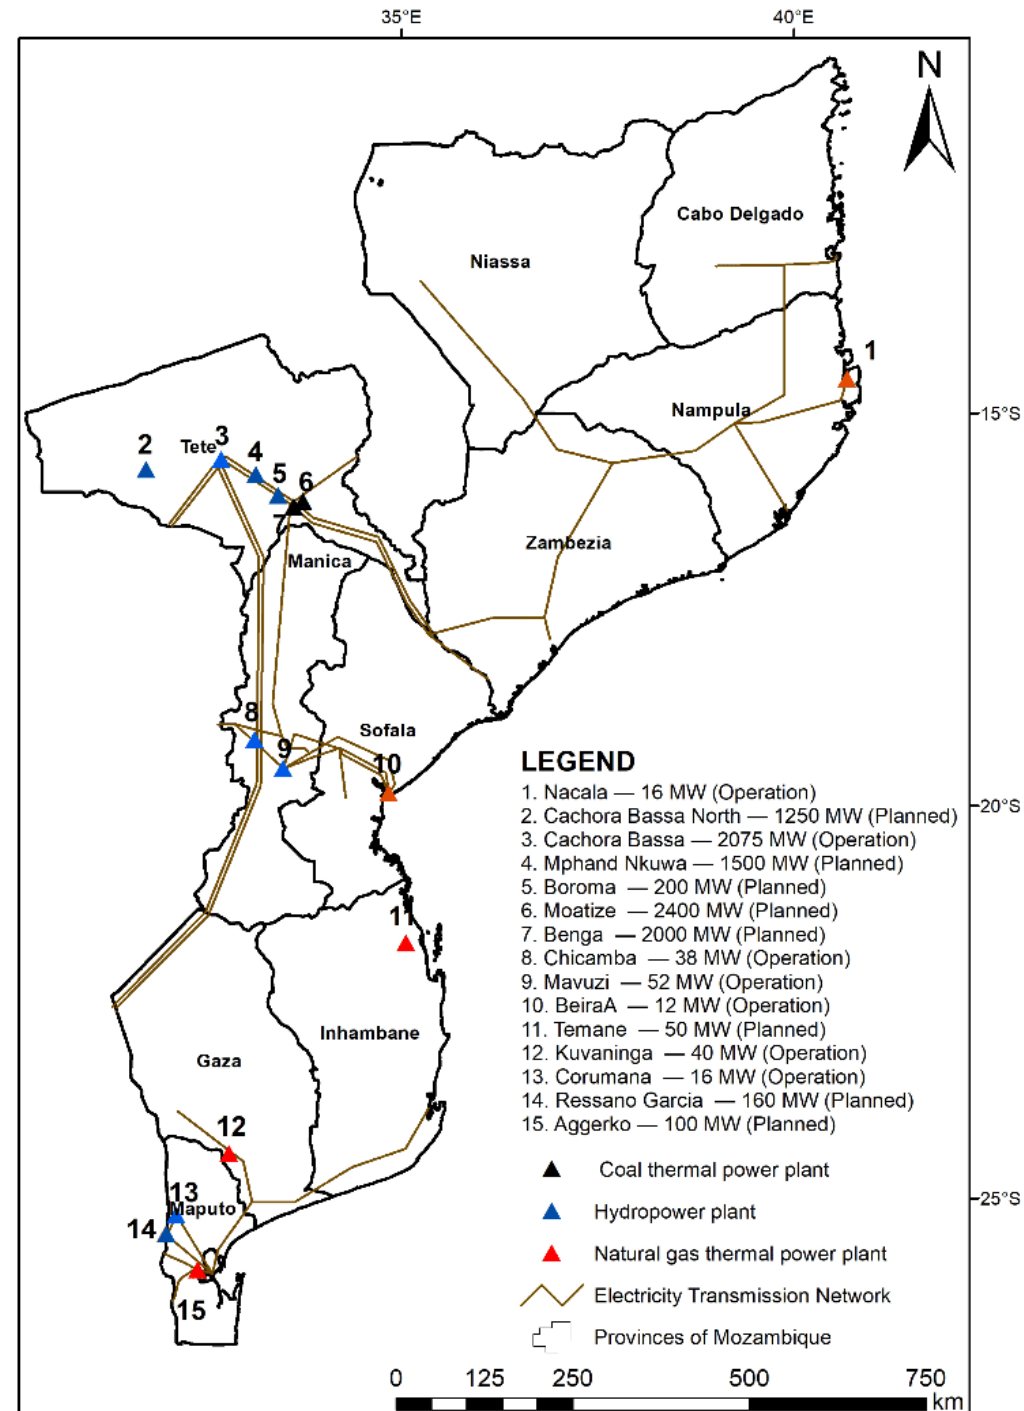 35°E 40°E
N
Cabo Delgado
Niassa
1
15°S
Nampula
2 Tete 3 4 5 6
7
Zambezia
Manica
8
Sofala
9
10
20°S
LEGEND
1. Nacala — 16 MW (Operation)
2. Cachora Bassa North — 1250 MW (Planned)
3. Cachora Bassa — 2075 MW (Operation)
4. Mphand Nkuwa — 1500 MW (Planned)
5. Boroma — 200 MW (Planned)
6. Moatize — 2400 MW (Planned)
7. Benga — 2000 MW (Planned)
8. Chicamba — 38 MW (Operation)
9. Mavuzi — 52 MW (Operation)
10. BeiraA — 12 MW (Operation)
11. Temane — 50 MW (Planned)
12. Kuvaninga — 40 MW (Operation)
13. Corumana — 16 MW (Operation)
14. Ressano Garcia — 160 MW (Planned)
15. Aggerko — 100 MW (Planned)
11
Inhambane
Gaza
12
13
Maputo
14
15
25°S
Coal thermal power plant
Hydropower plant
Natural gas thermal power plant
Electricity Transmission Network
Provinces of Mozambique
0 125 250 500 750
km